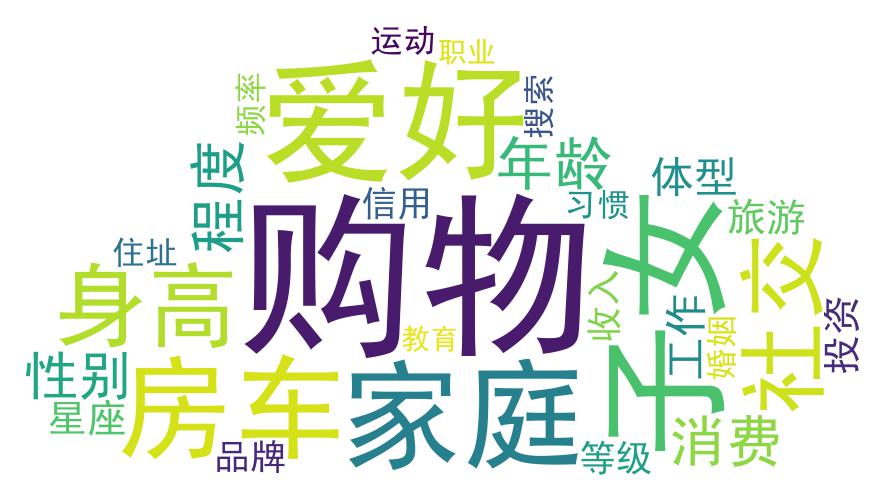 运动
职业
爱好
频率
搜索
年龄
程度
体型
信用
习惯
购物
子女
旅游
住址
社交
身高
收入
工作
婚姻
投资
教育
性别
房车
家庭
星座
消费
品牌
等级